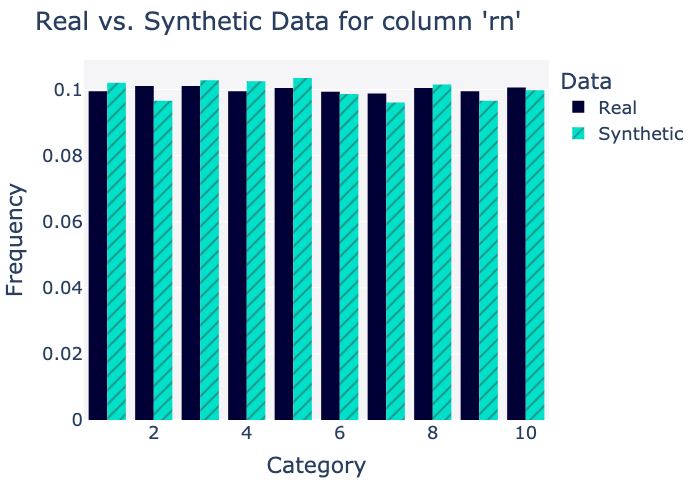 Real vs. Synthetic Data for column 'rn'
Data
Real
Synthetic
0.1
0.08
0.06
0.04
0.02
0
Frequency
2
4
6
8
10
Category